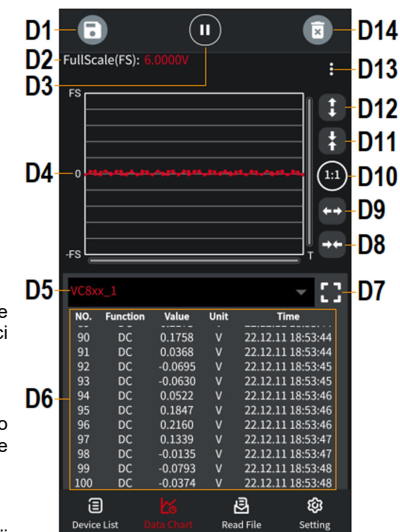 D1
D14
D2
FullScale(FS): 6.0000V
D3
D13
FS
D12
D11
D4
0
1:1
D10
D9
-FS
T
D8
D5
VC8xx_1
D7
NO. Function Value Unit Time
90 DC 0.1758 V 22.12.11 18:53:44
91 DC 0.0368 V 22.12.11 18:53:44
92 DC -0.0695 V 22.12.11 18:53:45
93 DC -0.0630 V 22.12.11 18:53:45
94 DC 0.0522 V 22.12.11 18:53:46
95 DC 0.1847 V 22.12.11 18:53:46
D6
96 DC 0.2160 V 22.12.11 18:53:46
97 DC 0.1339 V 22.12.11 18:53:47
98 DC -0.0135 V 22.12.11 18:53:47
99 DC -0.0793 V 22.12.11 18:53:48
100 DC -0.0374 V 22.12.11 18:53:48
Device List Data Chart Read File Setting
e
ci
o
e